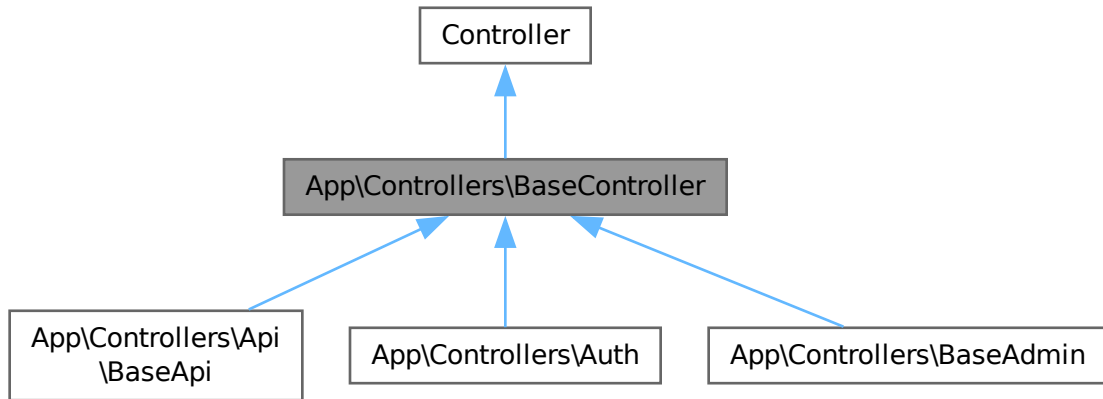 Controller
App\Controllers\BaseController
App\Controllers\Api
\BaseApi
App\Controllers\Auth
App\Controllers\BaseAdmin